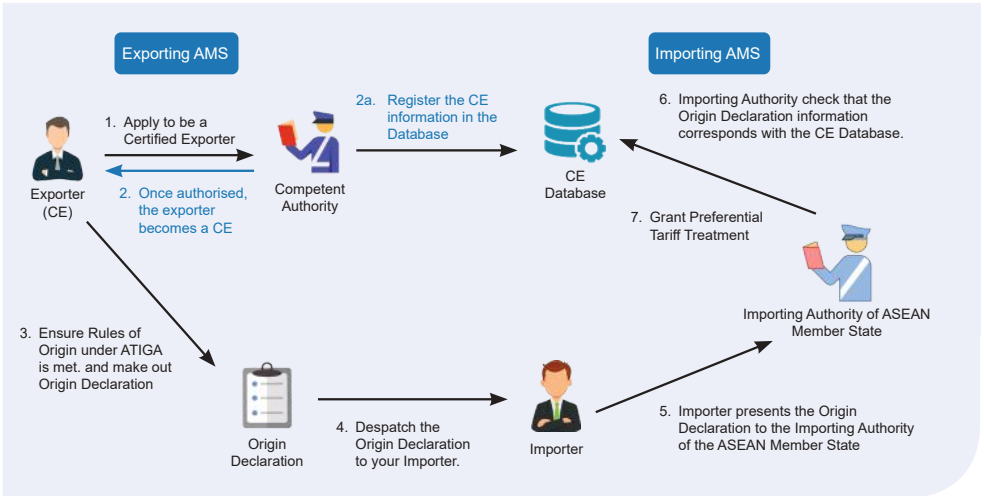 Exporting AMS
Importing AMS
1. Apply to be a
Certified Exporter
2. Once authorised,
the exporter
becomes a CE
Exporter
(CE)
Competent
Authority
2a. Register the CE
information in the
Database
CE
Database
6. Importing Authority check that the
Origin Declaration information
corresponds with the CE Database.
7. Grant Preferential
Tariff Treatment
Importing Authority of ASEAN
Member State
3. Ensure Rules of
Origin under ATIGA
is met. and make out
Origin Declaration
Origin
Declaration
4. Despatch the
Origin Declaration
to your Importer.
Importer
5. Importer presents the Origin
Declaration to the Importing Authority
of the ASEAN Member State